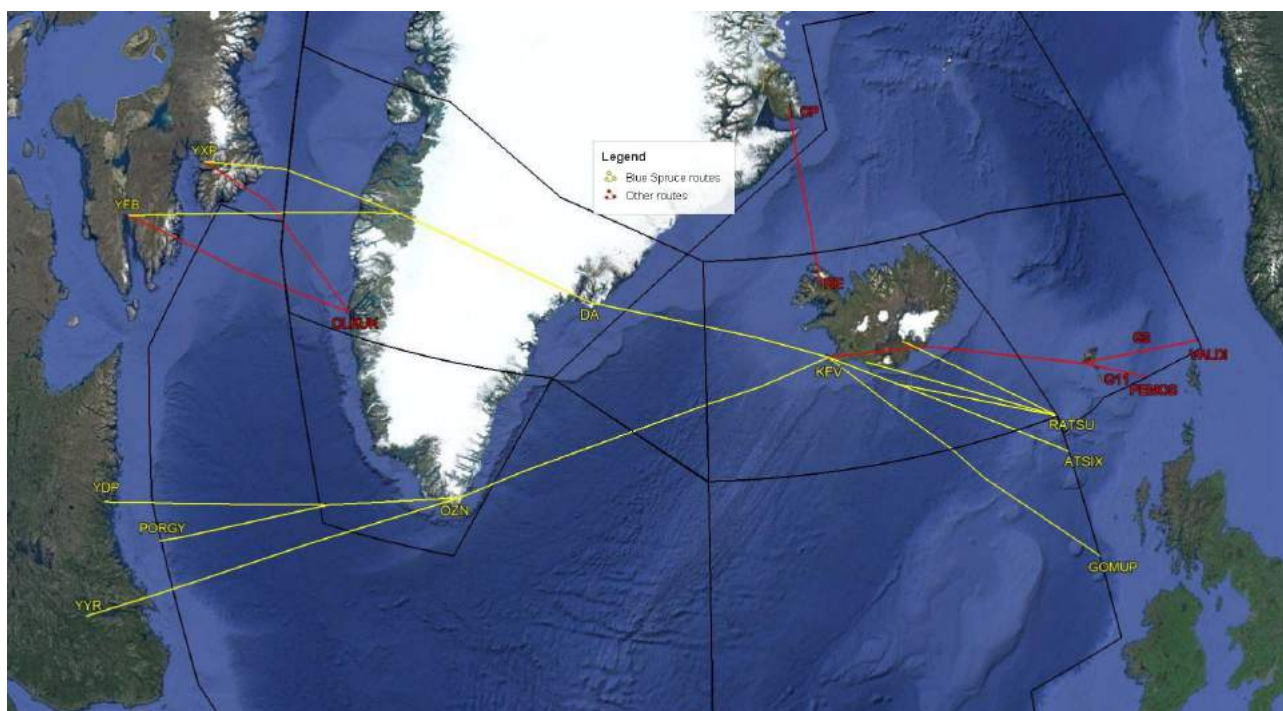 GP
YXP
Legend
Blue Spruce routes
Other routes
YFB
DA
KFV
G3
VALDI
G11
PEMOS
RATSU
ATSIX
YDP
OZN
PORGY
GOMUP
YYR